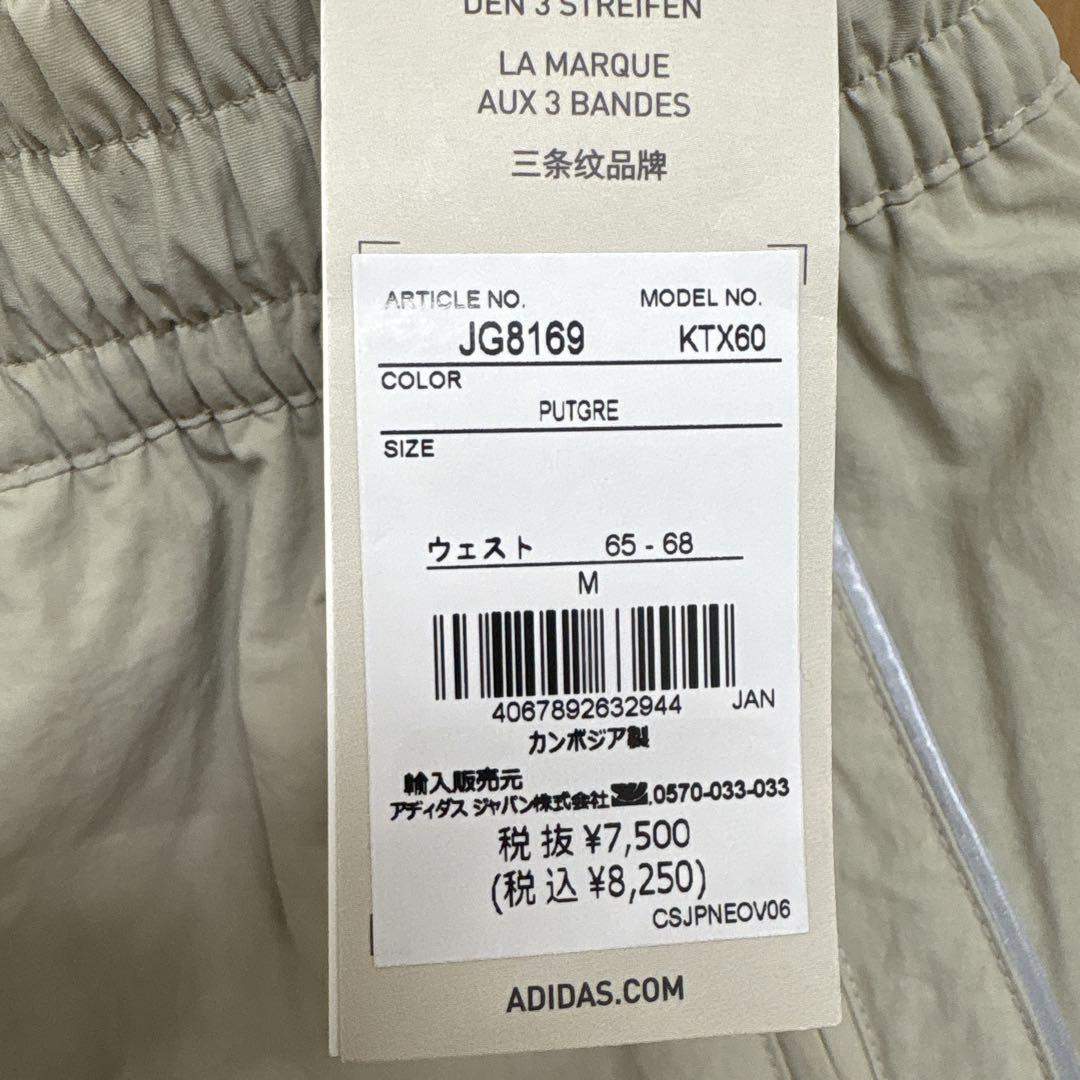 DEN 3 STREIFEN
LA MARQUE
AUX 3 BANDES
三条纹品牌
ARTICLE NO. MODEL NO.
JG8169 KTX60
COLOR
PUTGRE
SIZE
ウェスト 65 - 68
M
4067892632944 JAN
カンボジア製
輸入販売元
アディダス ジャパン株式会社 0570-033-033
税 抜 ¥7,500
(税 込 ¥8,250)
CSJPNEOV06
ADIDAS.COM